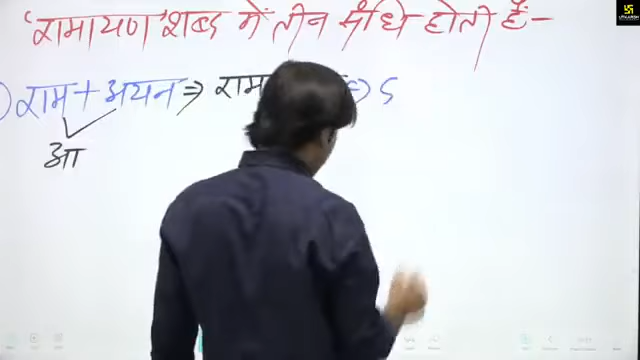 'रामायण' शब्द में तीन संधि होती हैं-
राम + अयन ⇒ राम ⇒
आ